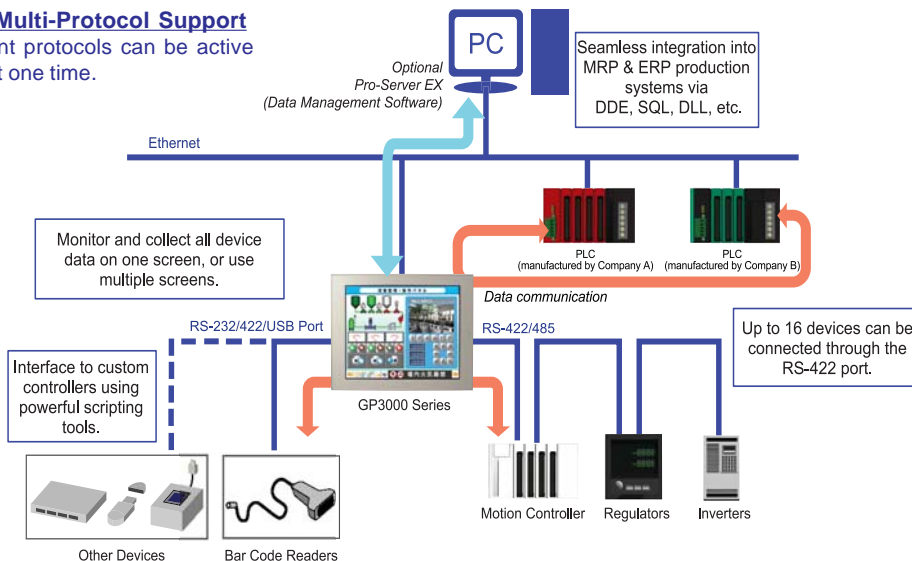 Multi-Protocol Support
nt protocols can be active
t one time.
PC
Optional
Pro-Server EX
(Data Management Software)
Seamless integration into
MRP & ERP production
systems via
DDE, SQL, DLL, etc.
Ethernet
Monitor and collect all device
data on one screen, or use
multiple screens.
PLC
(manufactured by Company A)
PLC
(manufactured by Company B)
Data communication
RS-232/422/USB Port
RS-422/485
Up to 16 devices can be
connected through the
RS-422 port.
Interface to custom
controllers using
powerful scripting
tools.
GP3000 Series
Motion Controller
Regulators
Inverters
Other Devices
Bar Code Readers